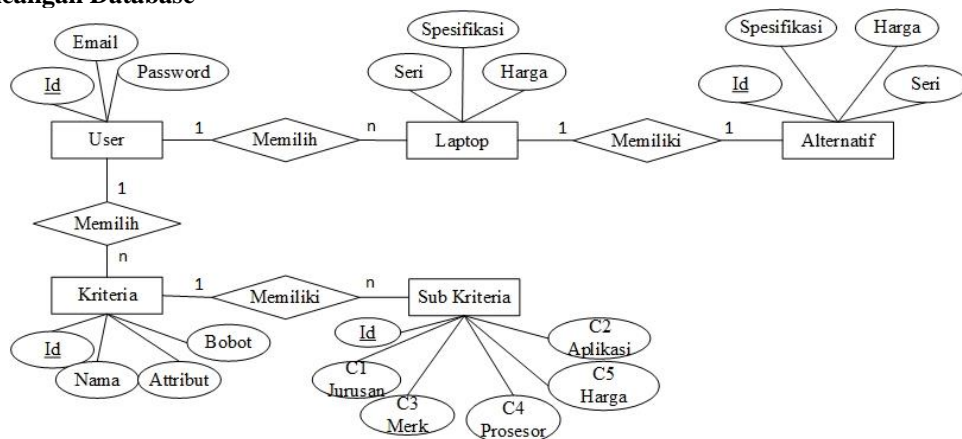 Database
Email
Id
Password
User
1
Memilih
n
Spesifikasi
Seri
Harga
Laptop
1
Memiliki
1
Spesifikasi
Harga
Id
Seri
Alternatif
1
Memilih
n
Kriteria
1
Memiliki
n
Sub Kriteria
Id
Nama
Attribut
Bobot
Id
C1
Jurusan
C3
Merk
C4
Prosesor
C5
Harga
C2
Aplikasi